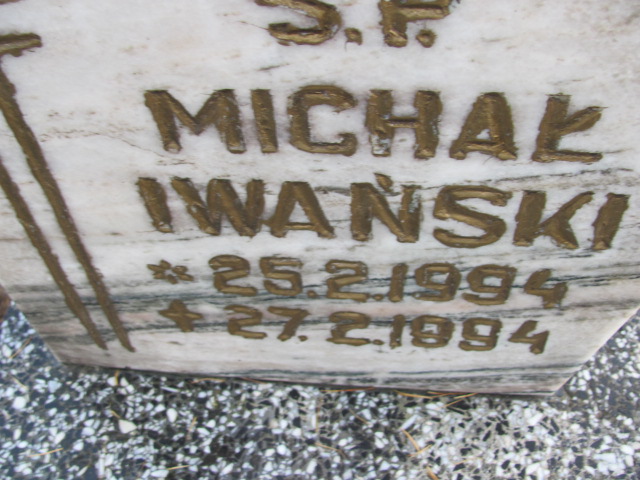 Ś.P.
MICHAŁ
IWAŃSKI
* 25.2.1994
+ 27.2.1994